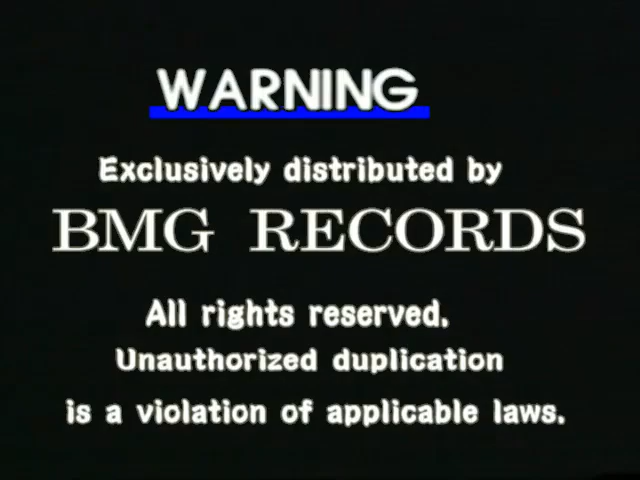 WARNING
Exclusively distributed by
BMG RECORDS
All rights reserved.
Unauthorized duplication
is a violation of applicable laws.